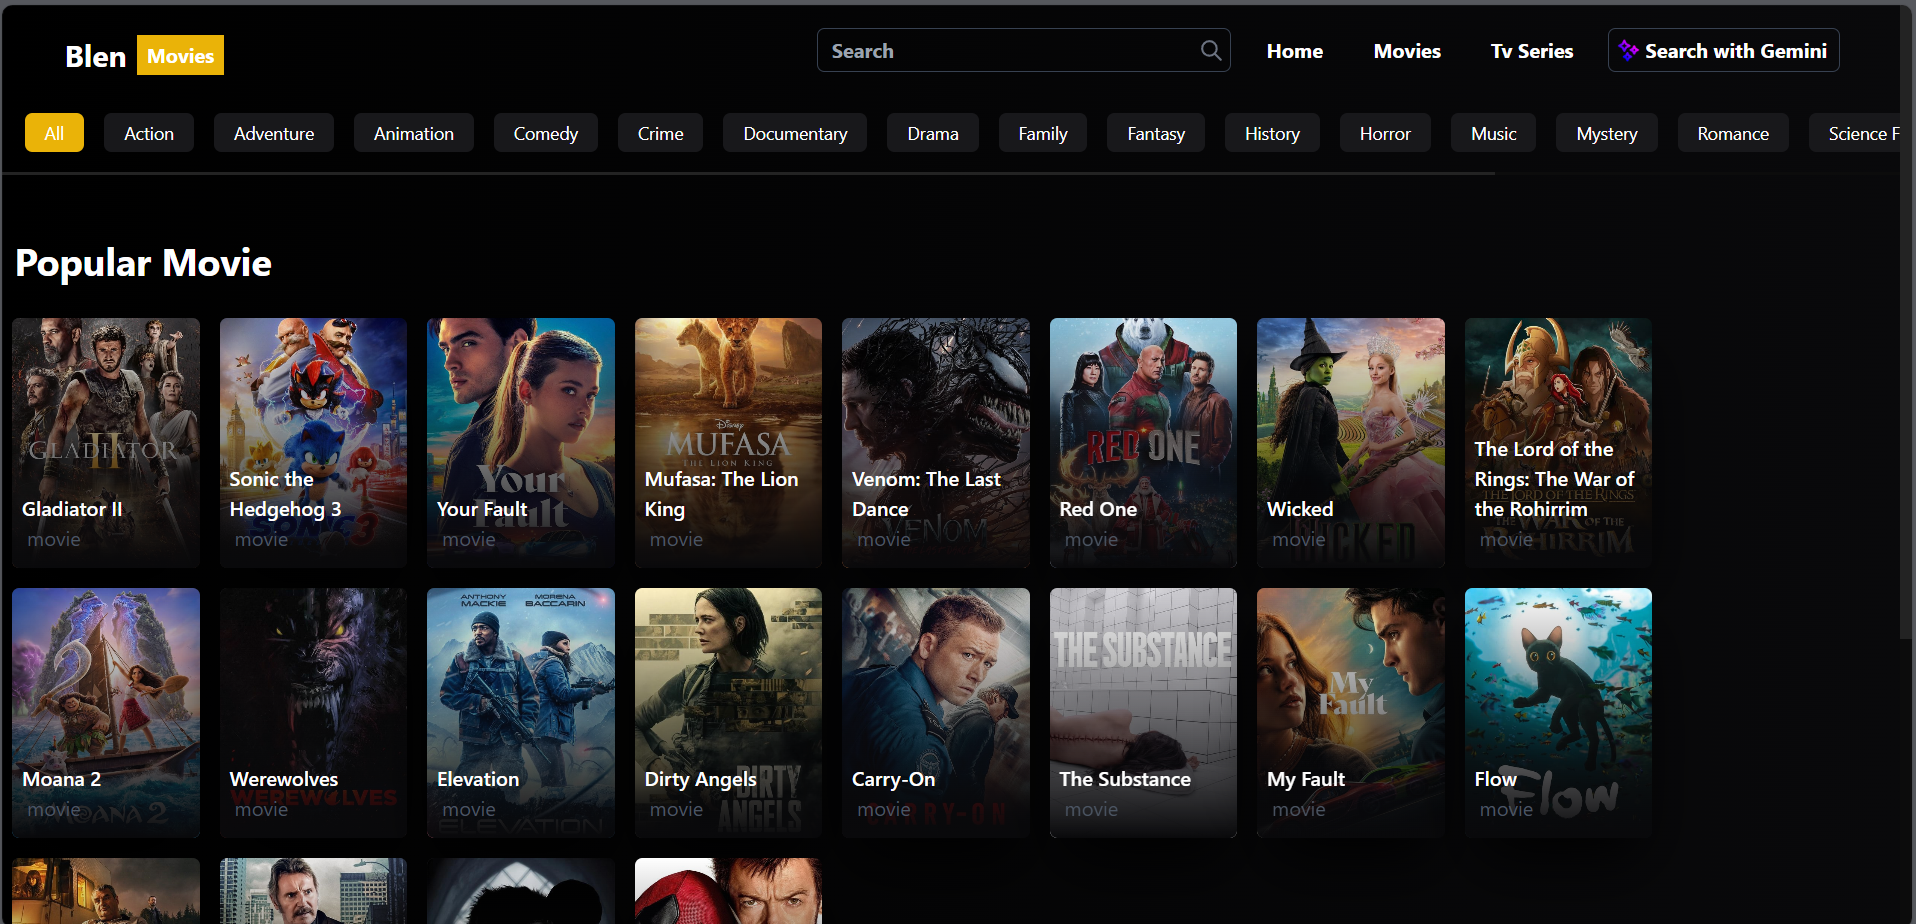 Blen Movies
Search
Home
Movies
Tv Series
Search with Gemini
All
Action
Adventure
Animation
Comedy
Crime
Documentary
Drama
Family
Fantasy
History
Horror
Music
Mystery
Romance
Science F
Popular Movie
GLADIATOR
II
Gladiator II
movie
Sonic the
Hedgehog 3
SONIC 3
movie
Your
Fault
Your Fault
movie
Disney
MUFASA
THE LION KING
Mufasa: The Lion
King
movie
Venom: The Last
Dance
VENOM
movie
RED ONE
Red One
movie
Wicked
WICKED
movie
The Lord of the
Rings: The War of
the Rohirrim
THE LORD OF THE RINGS
THE WAR OF THE
ROHIRRIM
movie
2
Moana 2
MOANA 2
movie
Werewolves
WEREWOLVES
movie
ANTHONY
MACKIE
MORENA
BACCARIN
Elevation
movie
ELEVATION
Dirty Angels
DIRTY
ANGELS
movie
Carry-On
CARRY-ON
movie
THE SUBSTANCE
The Substance
movie
My
Fault
My Fault
movie
Flow
Flow
movie